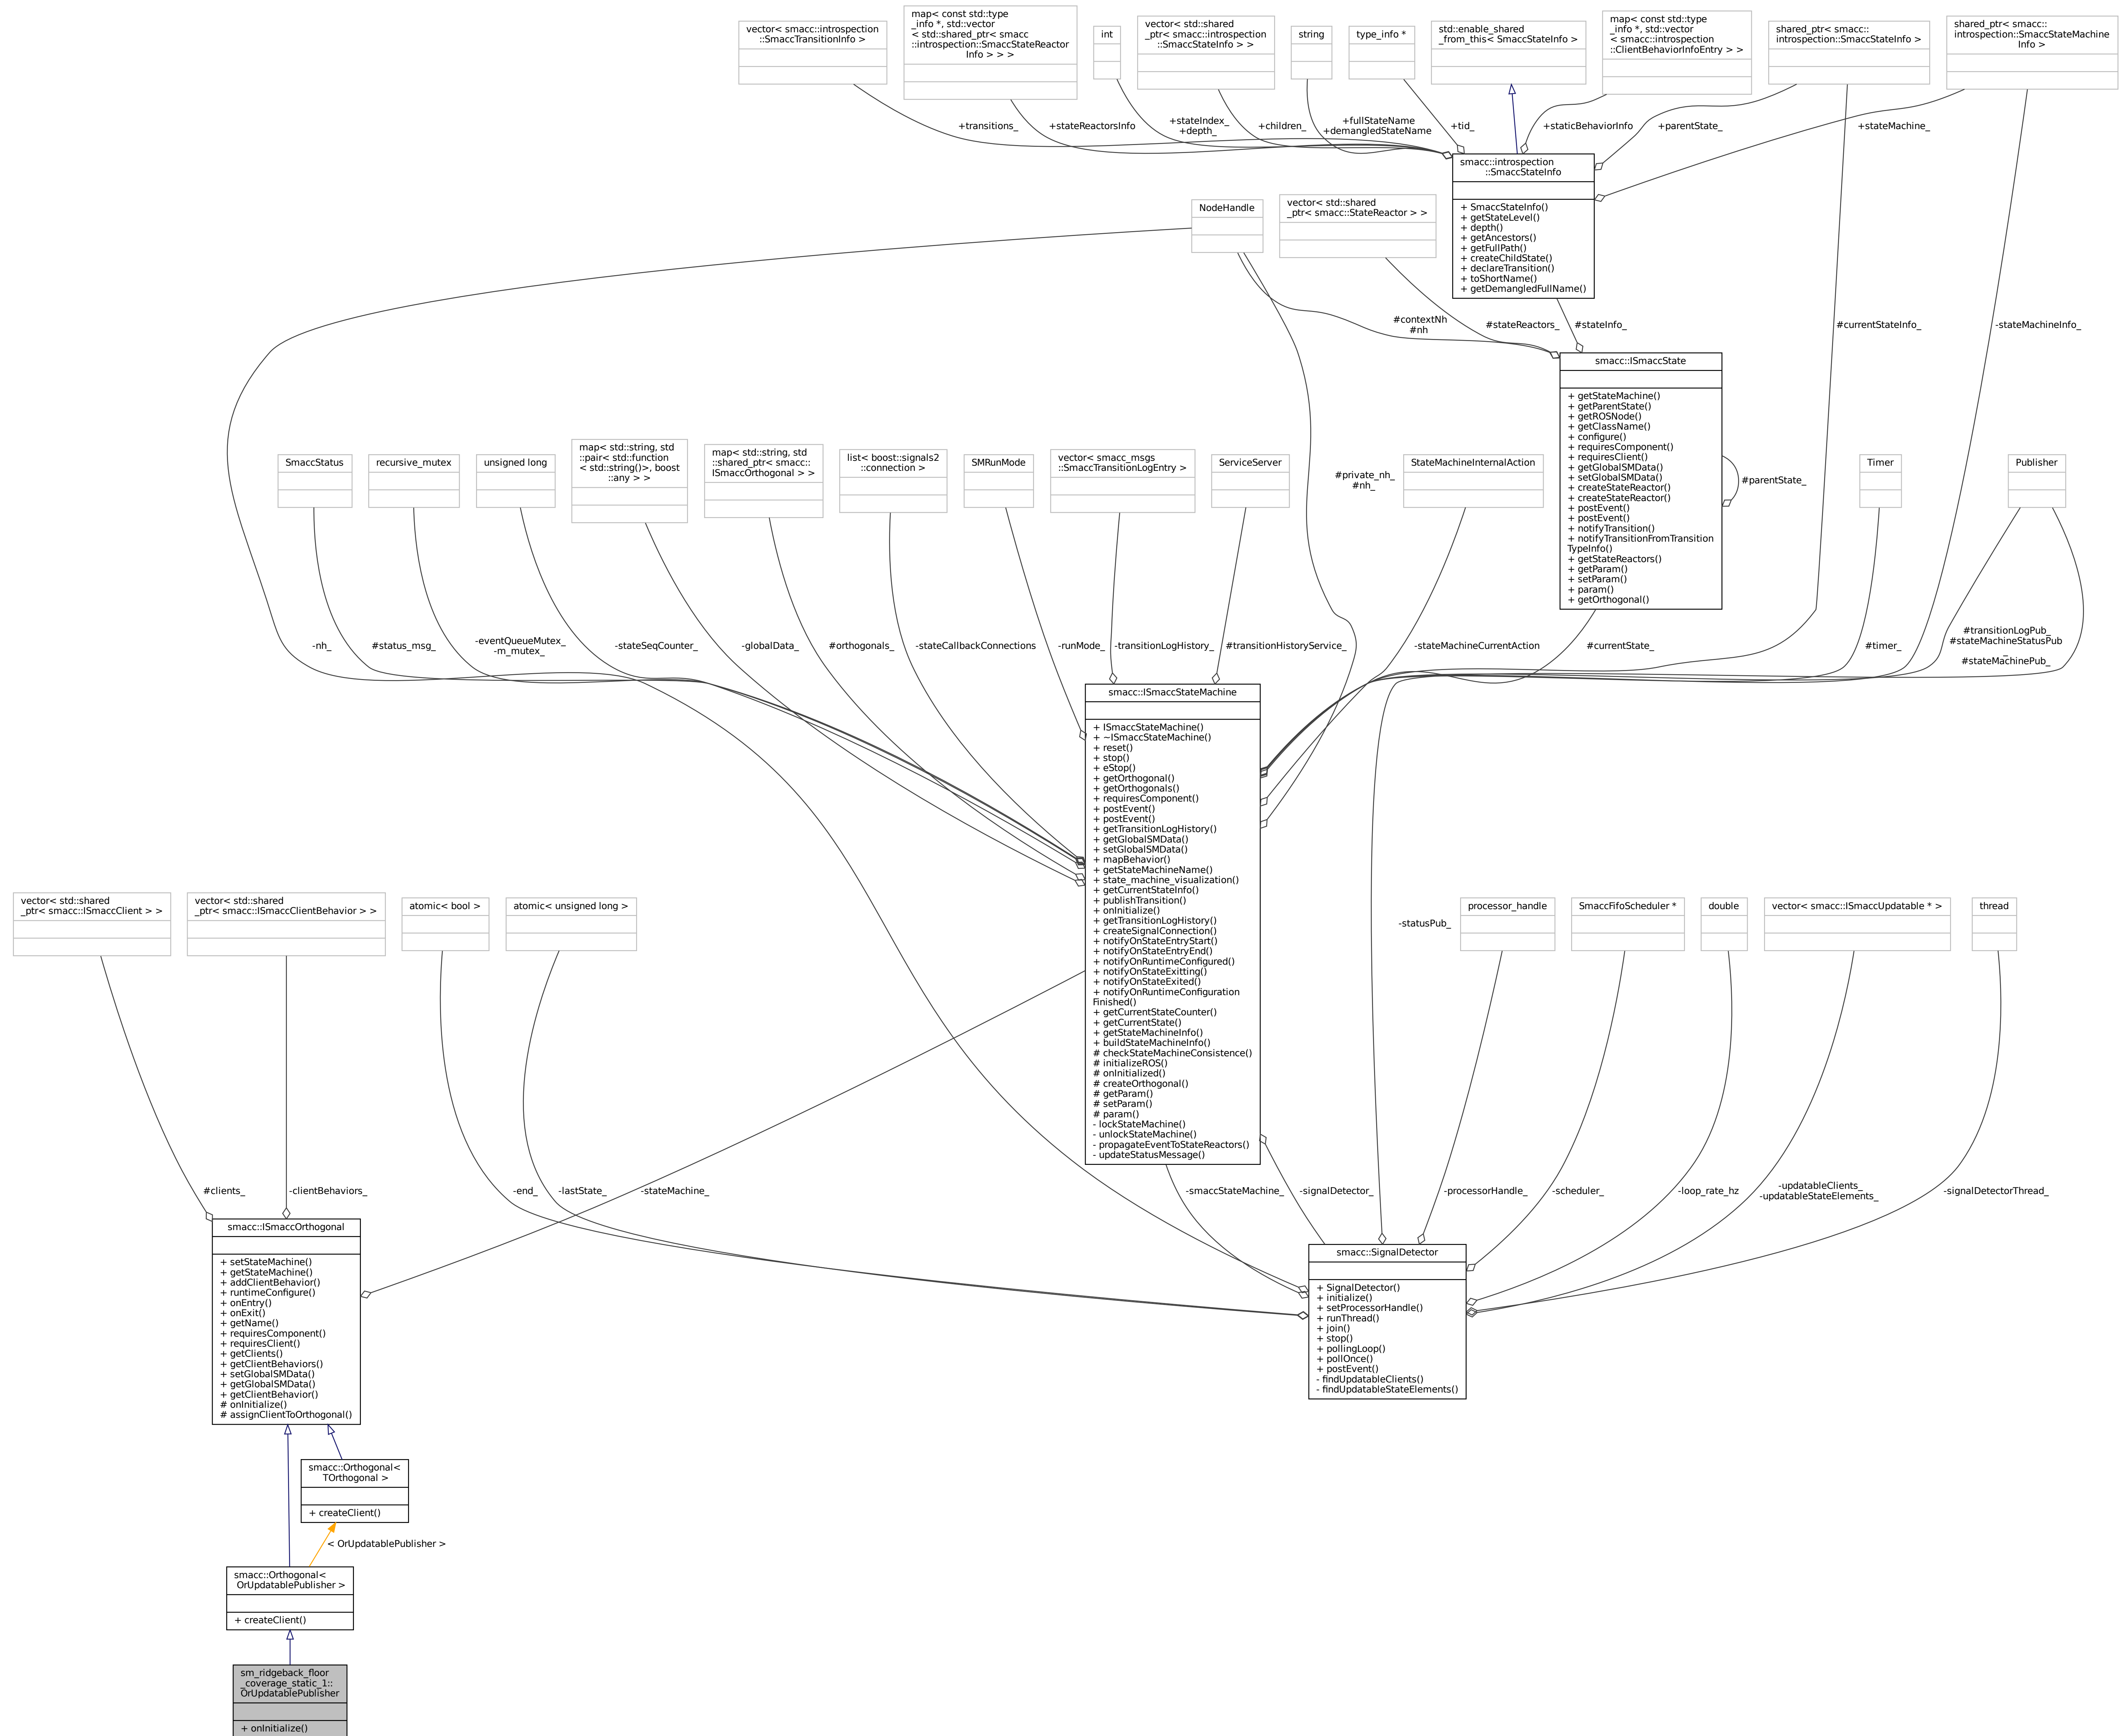 vector< smacc::introspection
::SmaccTransitionInfo >
map< const std::type
_info *, std::vector
< std::shared_ptr< smacc
::introspection::SmaccStateReactor
Info > > >
int
vector< std::shared
_ptr< smacc::introspection
::SmaccStateInfo > >
string
type_info *
std::enable_shared
_from_this< SmaccStateInfo >
map< const std::type
_info *, std::vector
< smacc::introspection
::ClientBehaviorInfoEntry > >
shared_ptr< smacc::
introspection::SmaccStateInfo >
shared_ptr< smacc::
introspection::SmaccStateMachine
Info >
+transitions_
+stateReactorsInfo
+stateIndex_
+depth_
+children_
+fullStateName
+demangledStateName
+tid_
+staticBehaviorInfo
+parentState_
+stateMachine_
smacc::introspection
::SmaccStateInfo
+ SmaccStateInfo()
+ getStateLevel()
+ depth()
+ getAncestors()
+ getFullPath()
+ createChildState()
+ declareTransition()
+ toShortName()
+ getDemangledFullName()
NodeHandle
vector< std::shared
_ptr< smacc::StateReactor > >
#contextNh
#nh
#stateReactors_
#stateInfo_
#currentStateInfo_
-stateMachineInfo_
smacc::ISmaccState
+ getStateMachine()
+ getParentState()
+ getROSNode()
+ getClassName()
+ configure()
+ requiresComponent()
+ requiresClient()
+ getGlobalSMData()
+ setGlobalSMData()
+ createStateReactor()
+ createStateReactor()
+ postEvent()
+ postEvent()
+ notifyTransition()
+ notifyTransitionFromTransition
TypeInfo()
+ getStateReactors()
+ getParam()
+ setParam()
+ param()
+ getOrthogonal()
#parentState_
SmaccStatus
recursive_mutex
unsigned long
map< std::string, std
::pair< std::function
< std::string()>, boost
::any > >
map< std::string, std
::shared_ptr< smacc::
ISmaccOrthogonal > >
list< boost::signals2
::connection >
SMRunMode
vector< smacc_msgs
::SmaccTransitionLogEntry >
ServiceServer
#private_nh_
#nh_
StateMachineInternalAction
Timer
Publisher
-nh_
#status_msg_
-eventQueueMutex_
-m_mutex_
-stateSeqCounter_
-globalData_
#orthogonals_
-stateCallbackConnections
-runMode_
-transitionLogHistory_
#transitionHistoryService_
-stateMachineCurrentAction
#currentState_
#timer_
#transitionLogPub_
#stateMachineStatusPub
_
#stateMachinePub_
smacc::ISmaccStateMachine
+ ISmaccStateMachine()
+ ~ISmaccStateMachine()
+ reset()
+ stop()
+ eStop()
+ getOrthogonal()
+ getOrthogonals()
+ requiresComponent()
+ postEvent()
+ postEvent()
+ getTransitionLogHistory()
+ getGlobalSMData()
+ setGlobalSMData()
+ mapBehavior()
+ getStateMachineName()
+ state_machine_visualization()
+ getCurrentStateInfo()
+ publishTransition()
+ onInitialize()
+ getTransitionLogHistory()
+ createSignalConnection()
+ notifyOnStateEntryStart()
+ notifyOnStateEntryEnd()
+ notifyOnRuntimeConfigured()
+ notifyOnStateExitting()
+ notifyOnStateExited()
+ notifyOnRuntimeConfiguration
Finished()
+ getCurrentStateCounter()
+ getCurrentState()
+ getStateMachineInfo()
+ buildStateMachineInfo()
# checkStateMachineConsistence()
# initializeROS()
# onInitialized()
# createOrthogonal()
# getParam()
# setParam()
# param()
- lockStateMachine()
- unlockStateMachine()
- propagateEventToStateReactors()
- updateStatusMessage()
vector< std::shared
_ptr< smacc::ISmaccClient > >
vector< std::shared
_ptr< smacc::ISmaccClientBehavior > >
atomic< bool >
atomic< unsigned long >
-statusPub_
processor_handle
SmaccFifoScheduler *
double
vector< smacc::ISmaccUpdatable * >
thread
#clients_
-clientBehaviors_
-end_
-lastState_
-stateMachine_
-smaccStateMachine_
-signalDetector_
-processorHandle_
-scheduler_
-loop_rate_hz
-updatableClients_
-updatableStateElements_
-signalDetectorThread_
smacc::ISmaccOrthogonal
+ setStateMachine()
+ getStateMachine()
+ addClientBehavior()
+ runtimeConfigure()
+ onEntry()
+ onExit()
+ getName()
+ requiresComponent()
+ requiresClient()
+ getClients()
+ getClientBehaviors()
+ setGlobalSMData()
+ getGlobalSMData()
+ getClientBehavior()
# onInitialize()
# assignClientToOrthogonal()
smacc::SignalDetector
+ SignalDetector()
+ initialize()
+ setProcessorHandle()
+ runThread()
+ join()
+ stop()
+ pollingLoop()
+ pollOnce()
+ postEvent()
- findUpdatableClients()
- findUpdatableStateElements()
smacc::Orthogonal<
TOrthogonal >
+ createClient()
< OrUpdatablePublisher >
smacc::Orthogonal<
OrUpdatablePublisher >
+ createClient()
sm_ridgeback_floor
_coverage_static_1::
OrUpdatablePublisher
+ onInitialize()